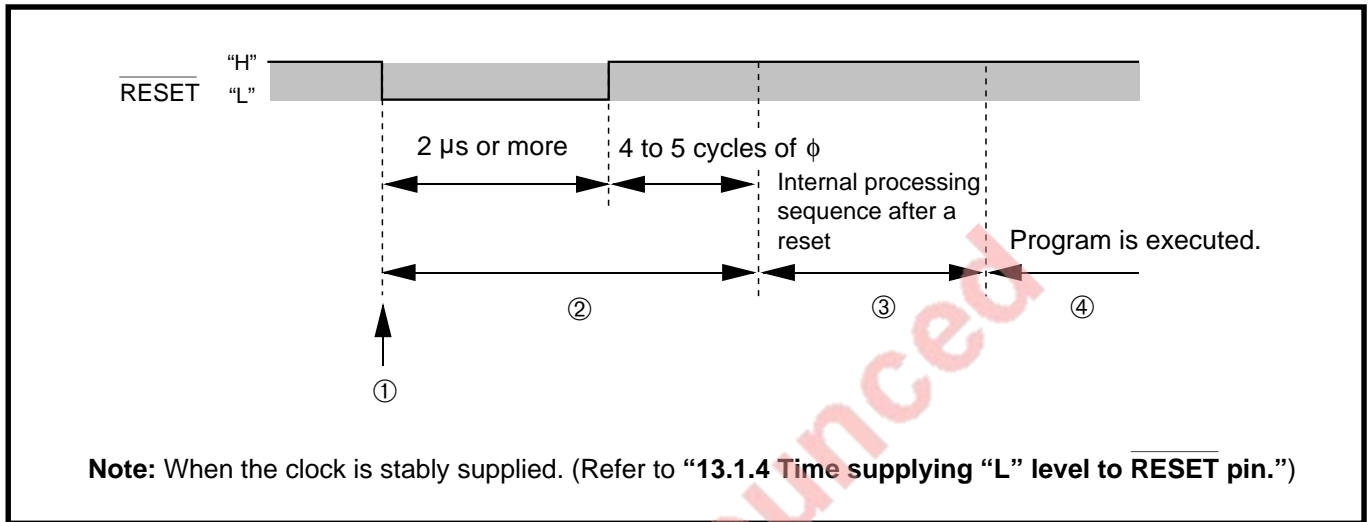 “H”
RESET “L”
2 µs or more
4 to 5 cycles of ϕ
Internal processing
sequence after a
reset
Program is executed.
②
③
④
①
Note: When the clock is stably supplied. (Refer to “13.1.4 Time supplying “L” level to RESET pin.”)
unced